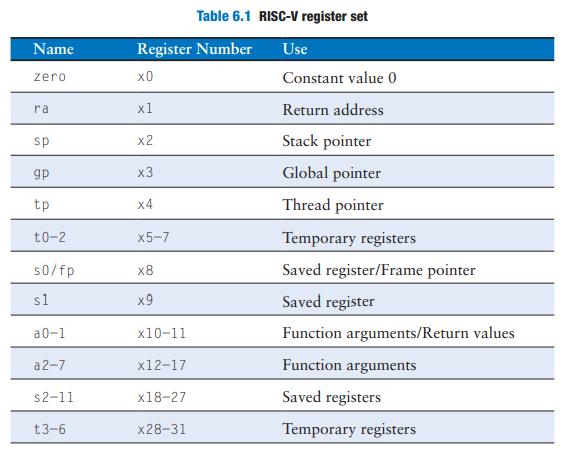 Table 6.1 RISC-V register set
Name Register Number Use
zero x0 Constant value 0
ra x1 Return address
sp x2 Stack pointer
gp x3 Global pointer
tp x4 Thread pointer
t0–2 x5–7 Temporary registers
s0/fp x8 Saved register/Frame pointer
s1 x9 Saved register
a0–1 x10–11 Function arguments/Return values
a2–7 x12–17 Function arguments
s2–11 x18–27 Saved registers
t3–6 x28–31 Temporary registers